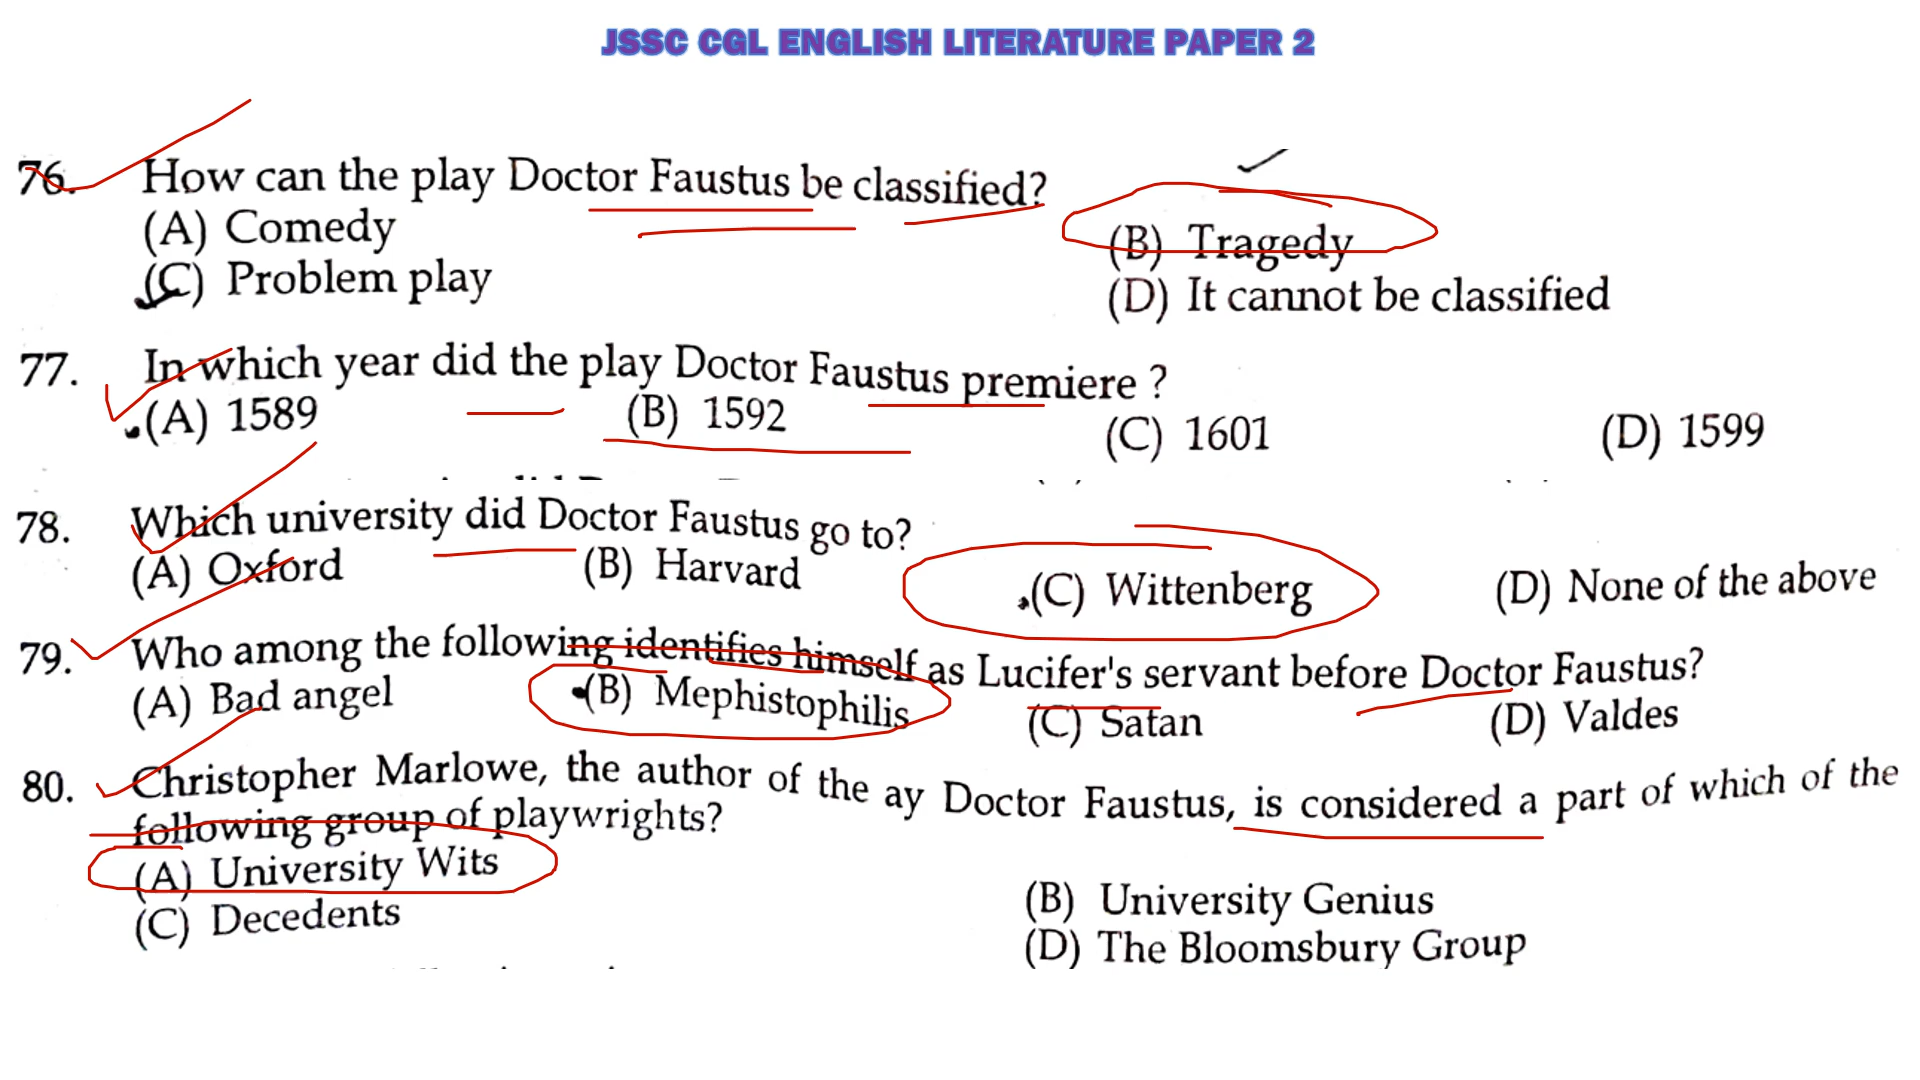 JSSC CGL ENGLISH LITERATURE PAPER 2
76. How can the play Doctor Faustus be classified?
(A) Comedy (B) Tragedy
(C) Problem play (D) It cannot be classified
77. In which year did the play Doctor Faustus premiere ?
(A) 1589 (B) 1592 (C) 1601 (D) 1599
78. Which university did Doctor Faustus go to?
(A) Oxford (B) Harvard (C) Wittenberg (D) None of the above
79. Who among the following identifies himself as Lucifer's servant before Doctor Faustus?
(A) Bad angel (B) Mephistophilis (C) Satan (D) Valdes
80. Christopher Marlowe, the author of the ay Doctor Faustus, is considered a part of which of the
following group of playwrights?
(A) University Wits (B) University Genius
(C) Decedents (D) The Bloomsbury Group